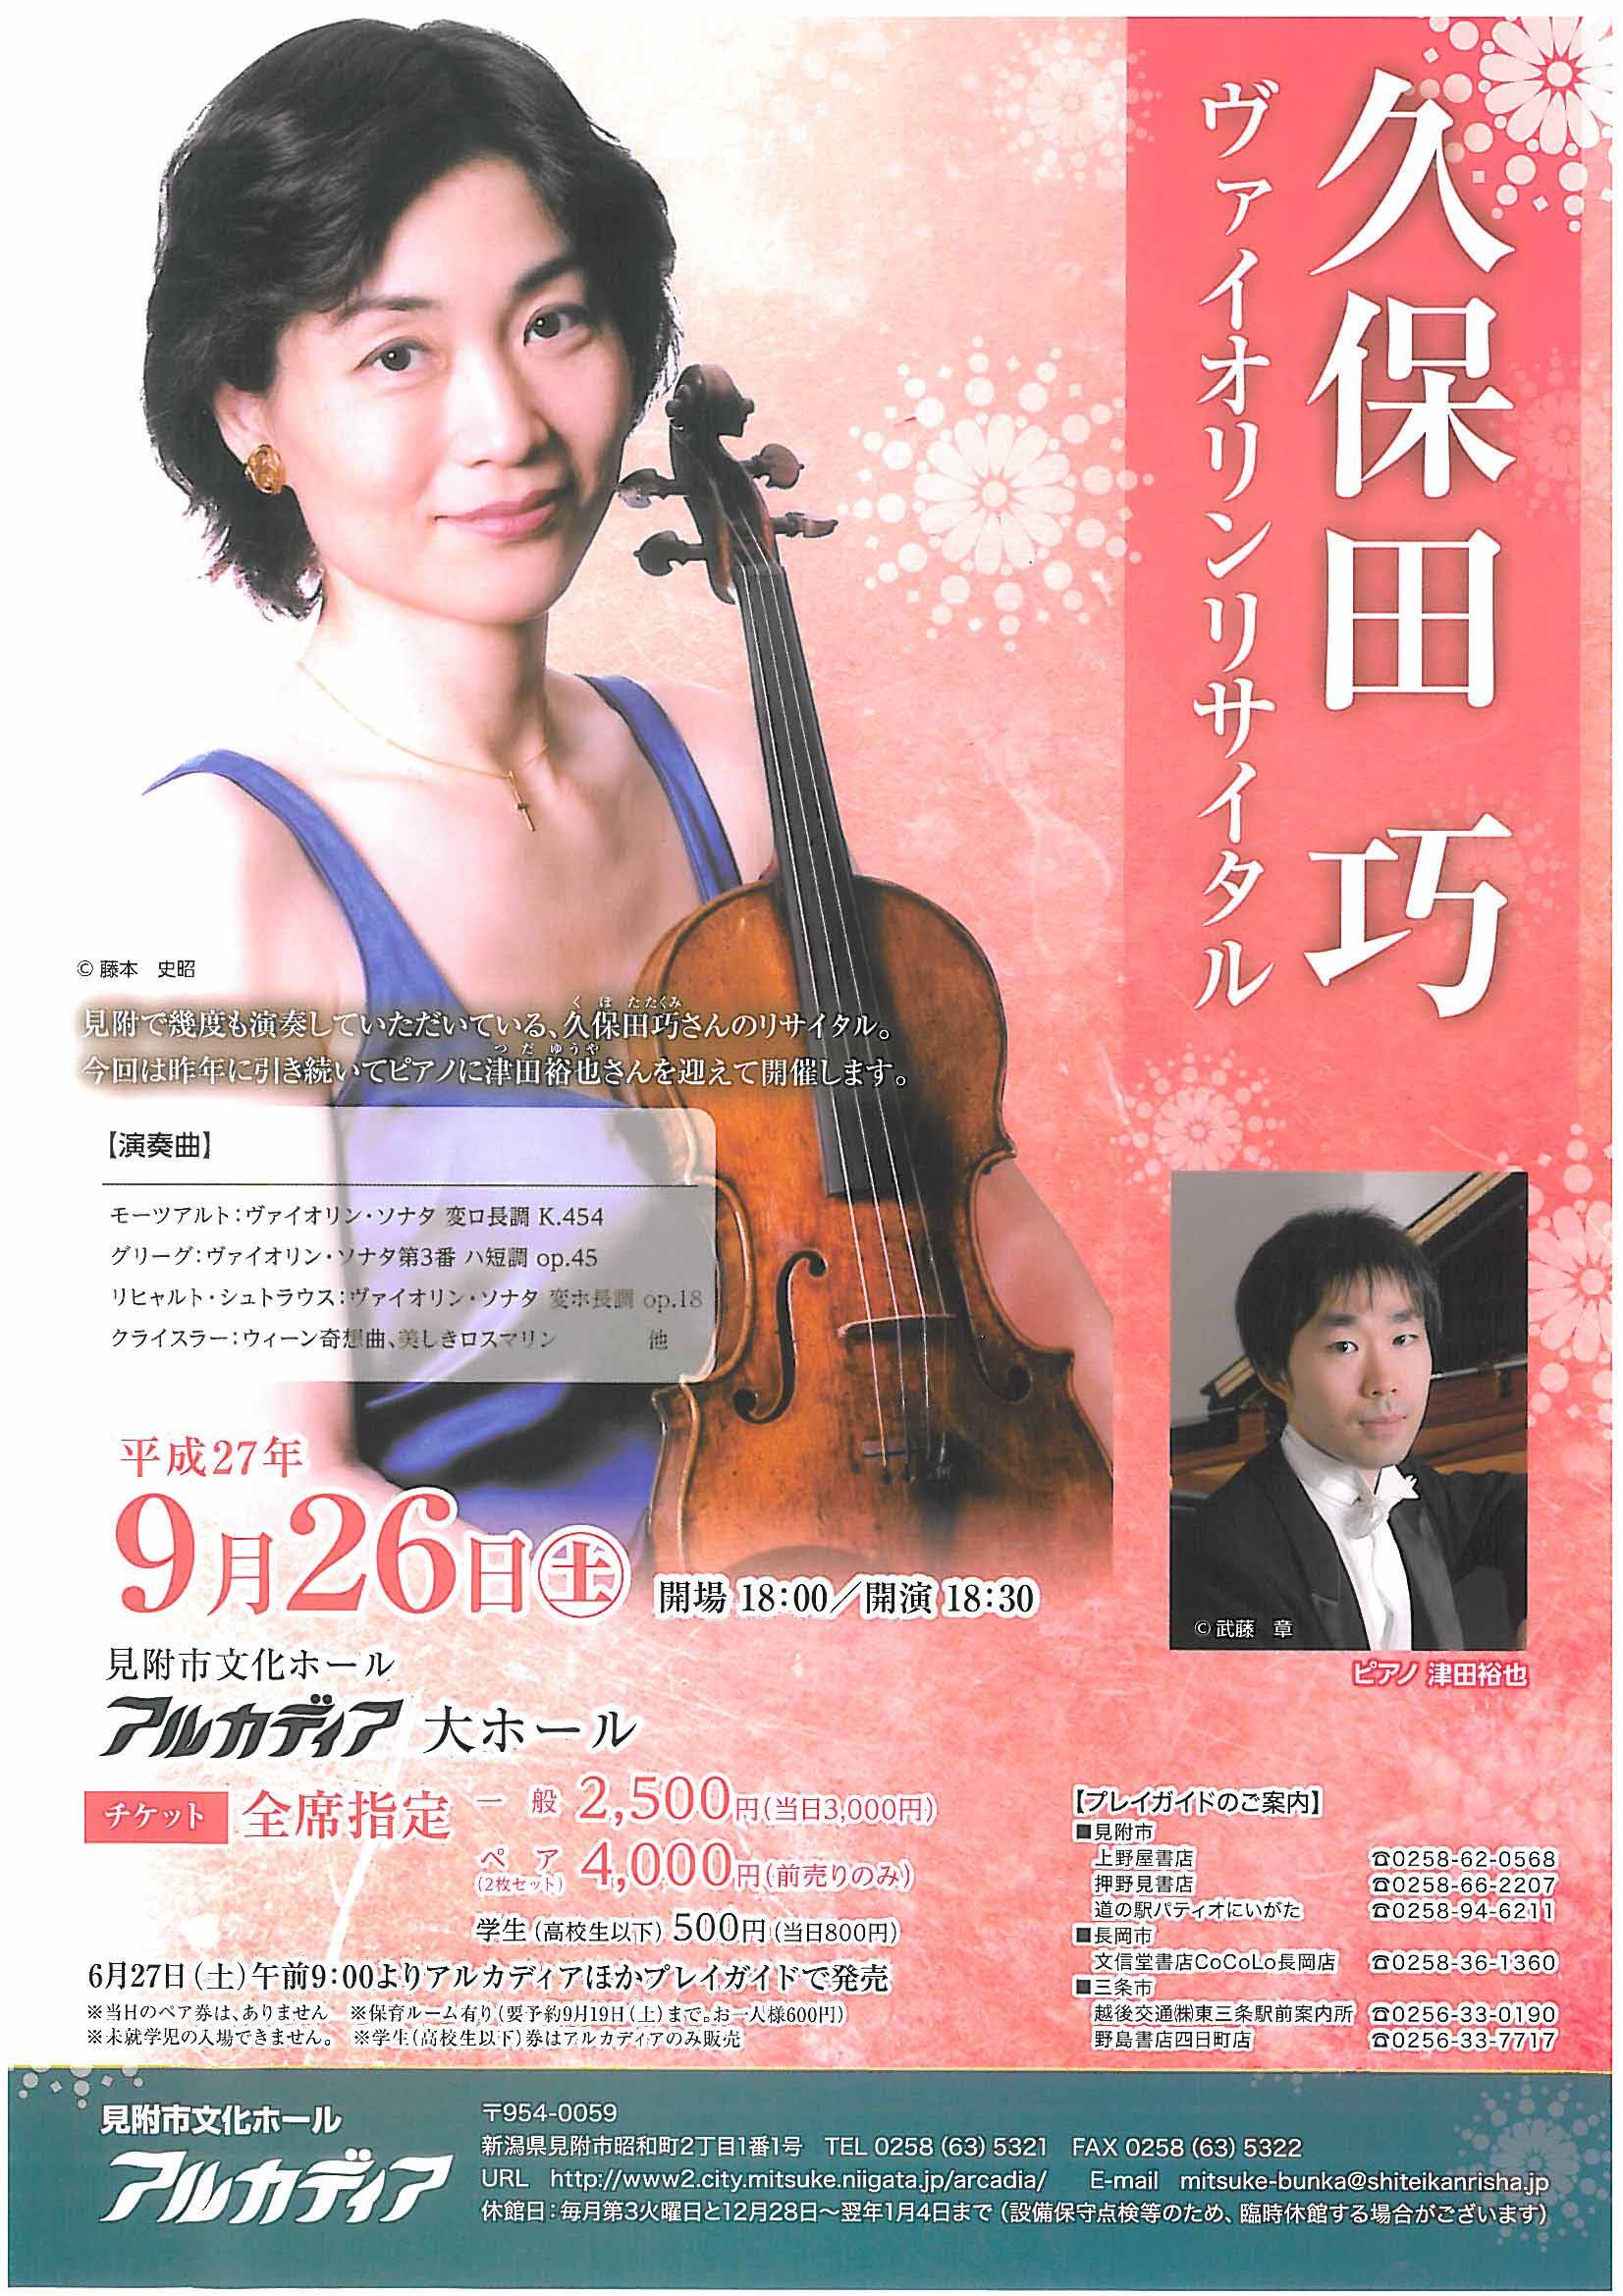 久保田 巧
ヴァイオリンリサイタル
© 藤本 史昭
くぼたたくみ
見附で幾度も演奏していただいている、久保田巧さんのリサイタル。
つだゆうや
今回は昨年に引き続いてピアノに津田裕也さんを迎えて開催します。
【演奏曲】
モーツアルト：ヴァイオリン・ソナタ 変ロ長調 K.454
グリーグ：ヴァイオリン・ソナタ第3番 ハ短調 op.45
リヒャルト・シュトラウス：ヴァイオリン・ソナタ 変ホ長調 op.18
クライスラー：ウィーン奇想曲、美しきロスマリン 他
平成27年
9月26日㊏ 開場 18:00／開演 18:30
© 武藤 章
ピアノ 津田裕也
見附市文化ホール
アルカディア 大ホール
チケット 全席指定 一般 2,500円（当日3,000円）
ペア（2枚セット） 4,000円（前売りのみ）
学生（高校生以下）500円（当日800円）
6月27日（土）午前9:00よりアルカディアほかプレイガイドで発売
※当日のペア券は、ありません ※保育ルーム有り（要予約9月19日（土）まで。お一人様600円）
※未就学児の入場できません。 ※学生（高校生以下）券はアルカディアのみ販売
【プレイガイドのご案内】
■見附市
上野屋書店 ☎0258-62-0568
押野見書店 ☎0258-66-2207
道の駅パティオにいがた ☎0258-94-6211
■長岡市
文信堂書店CoCoLo長岡店 ☎0258-36-1360
■三条市
越後交通㈱東三条駅前案内所 ☎0256-33-0190
野島書店四日町店 ☎0256-33-7717
見附市文化ホール
アルカディア
〒954-0059
新潟県見附市昭和町2丁目1番1号 TEL 0258 (63) 5321 FAX 0258 (63) 5322
URL http://www2.city.mitsuke.niigata.jp/arcadia/ E-mail mitsuke-bunka@shiteikanrisha.jp
休館日：毎月第3火曜日と12月28日〜翌年1月4日まで（設備保守点検等のため、臨時休館する場合がございます）